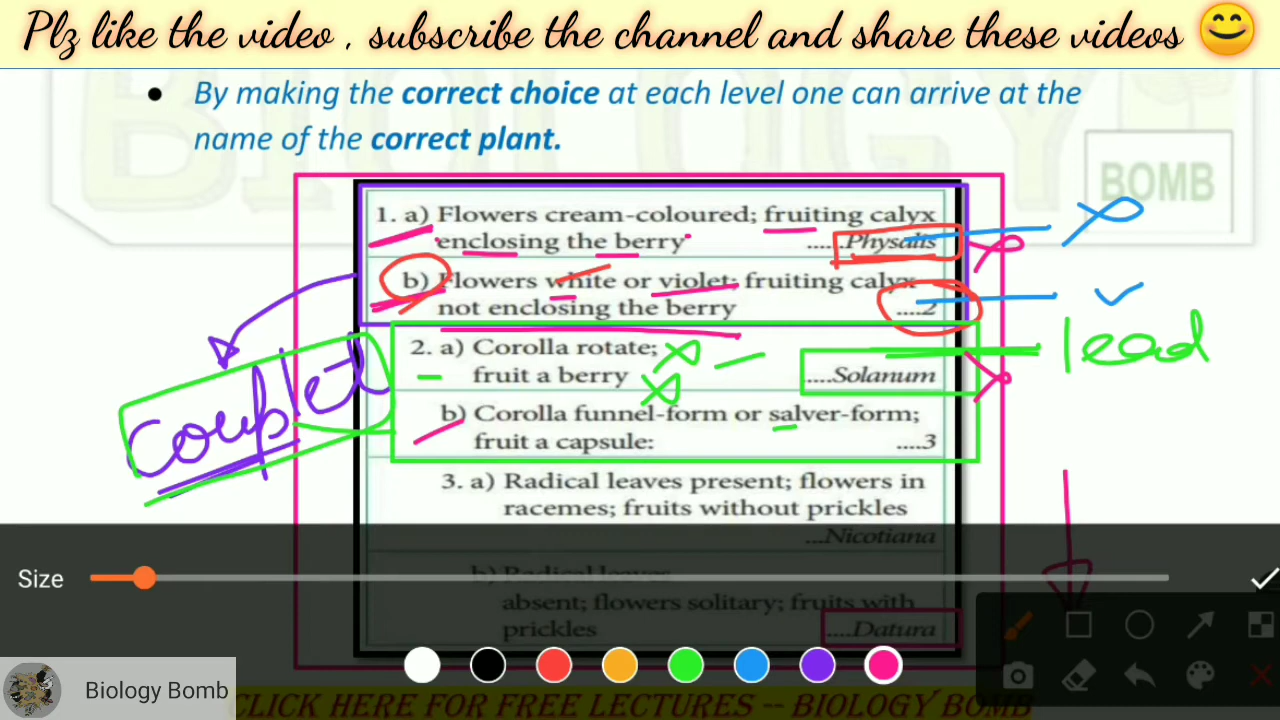 Plz like the video , subscribe the channel and share these videos 😊
BIOLOGY
BOMB
• By making the correct choice at each level one can arrive at the
name of the correct plant.
1. a) Flowers cream-coloured; fruiting calyx
enclosing the berry .....Physalis
b) Flowers white or violet; fruiting calyx
not enclosing the berry ....2
2. a) Corolla rotate;
fruit a berry ....Solanum
lead
couplet
b) Corolla funnel-form or salver-form;
fruit a capsule: ....3
3. a) Radical leaves present; flowers in
racemes; fruits without prickles
...Nicotiana
b) Radical leaves
absent; flowers solitary; fruits with
prickles ....Datura
Size
Biology Bomb
CLICK HERE FOR FREE LECTURES -- BIOLOGY BOMB